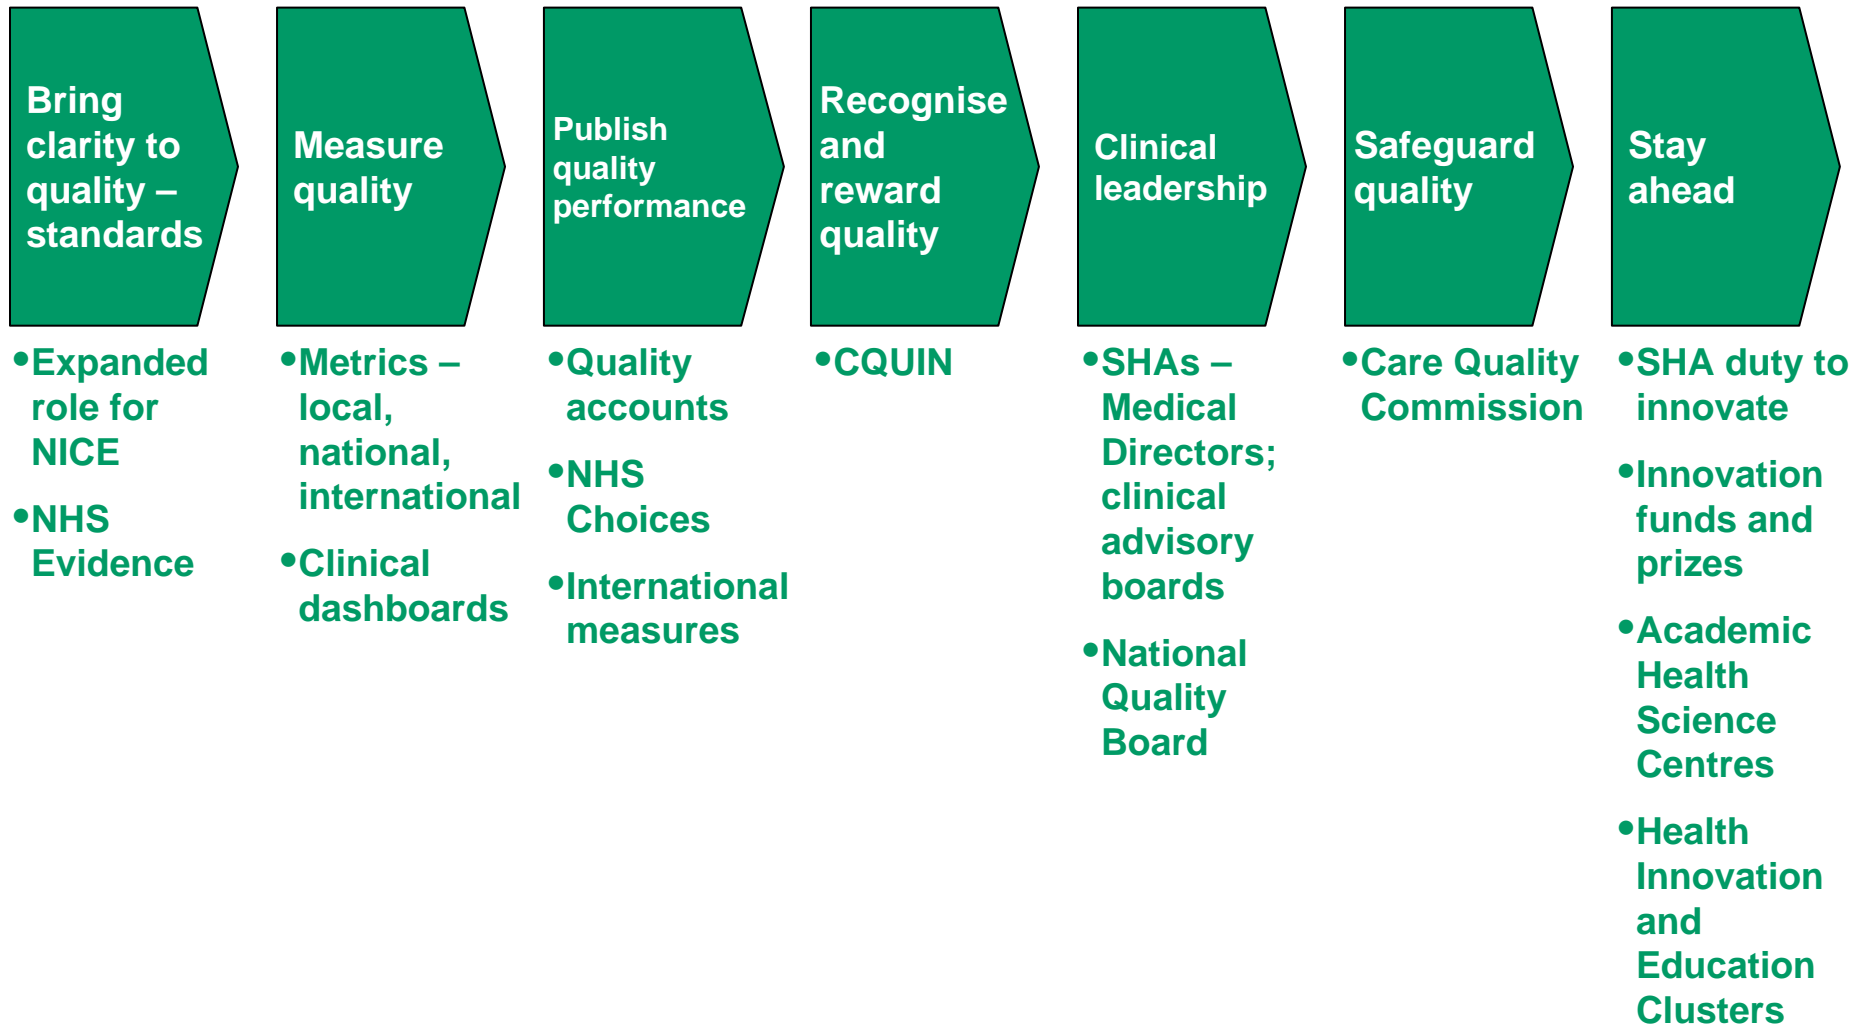 Bring
clarity to
quality –
standards
Measure
quality
Publish
quality
performance
Recognise
and
reward
quality
Clinical
leadership
Safeguard
quality
Stay
ahead
•Expanded
role for
NICE
•NHS
Evidence
•Metrics –
local,
national,
international
•Clinical
dashboards
•Quality
accounts
•NHS
Choices
•International
measures
•CQUIN
•SHAs –
Medical
Directors;
clinical
advisory
boards
•National
Quality
Board
•Care Quality
Commission
•SHA duty to
innovate
•Innovation
funds and
prizes
•Academic
Health
Science
Centres
•Health
Innovation
and
Education
Clusters